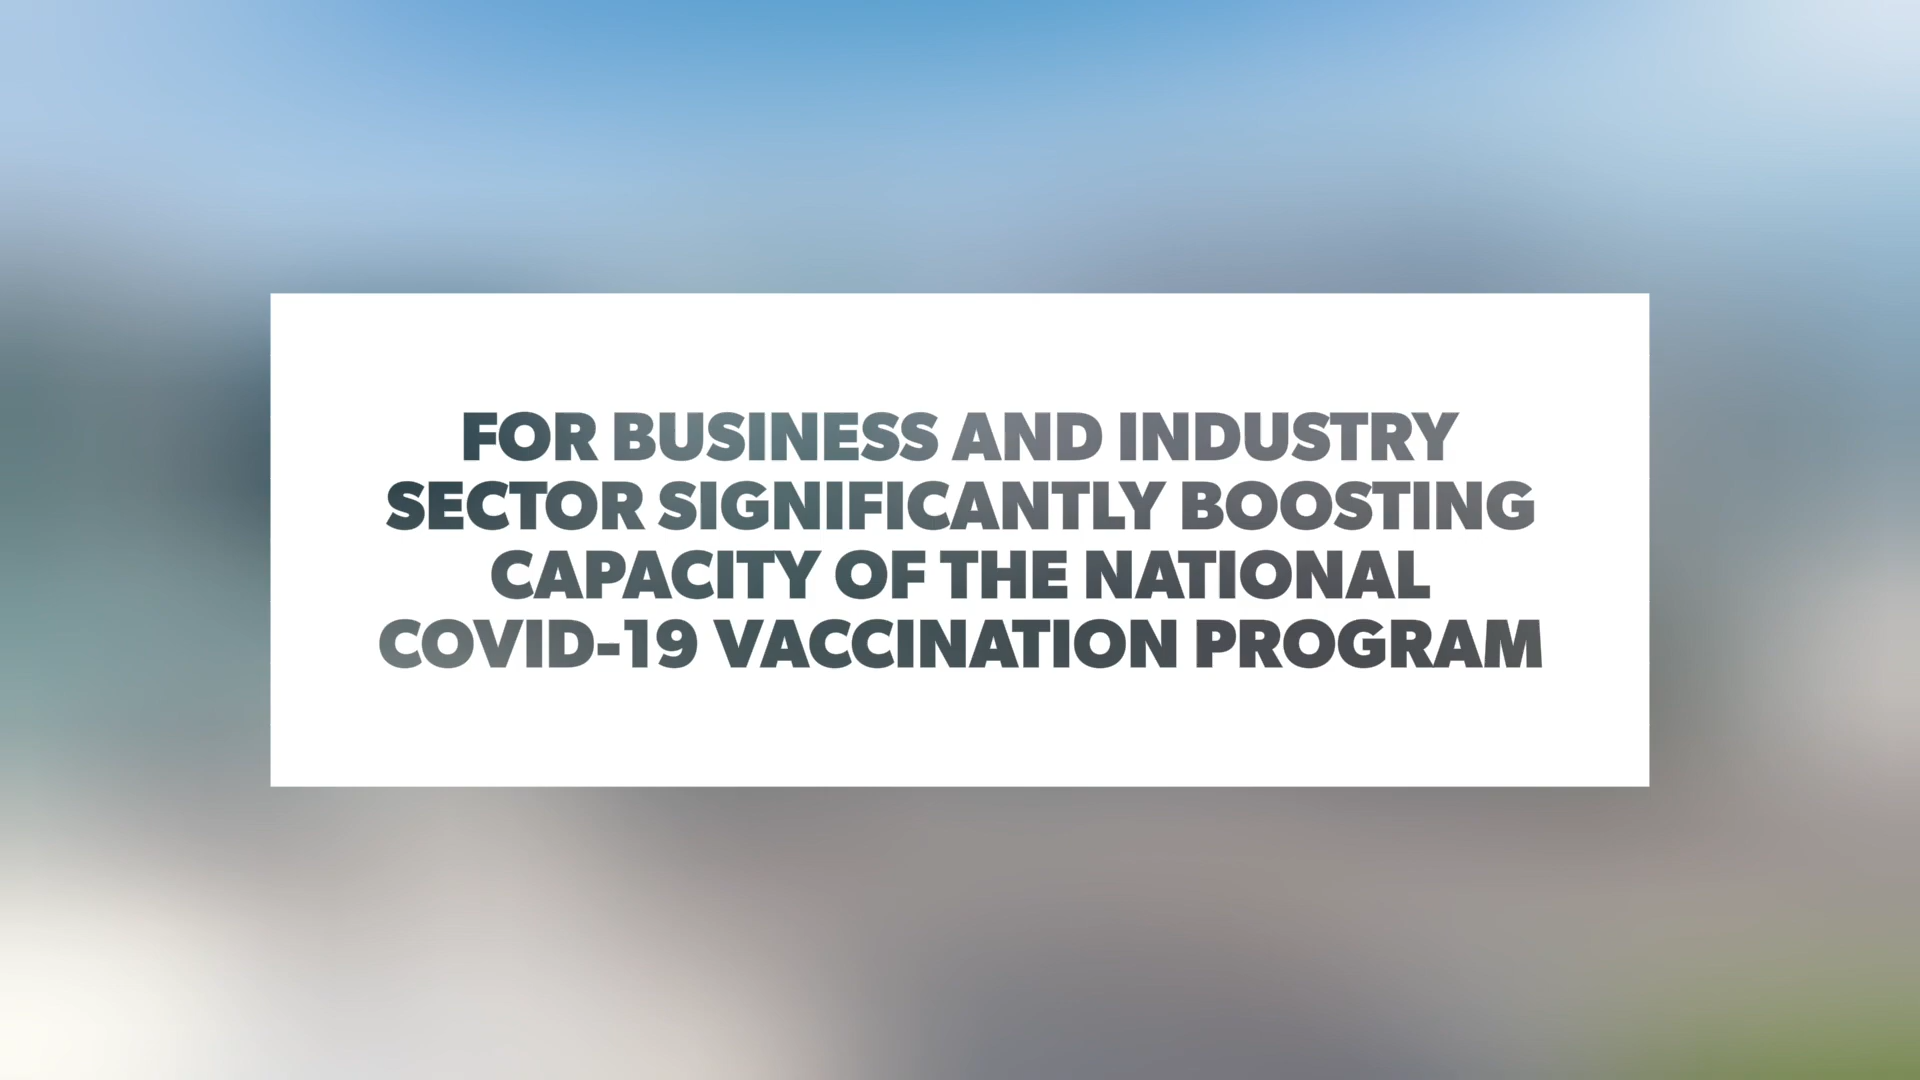 FOR BUSINESS AND INDUSTRY
SECTOR SIGNIFICANTLY BOOSTING
CAPACITY OF THE NATIONAL
COVID-19 VACCINATION PROGRAM